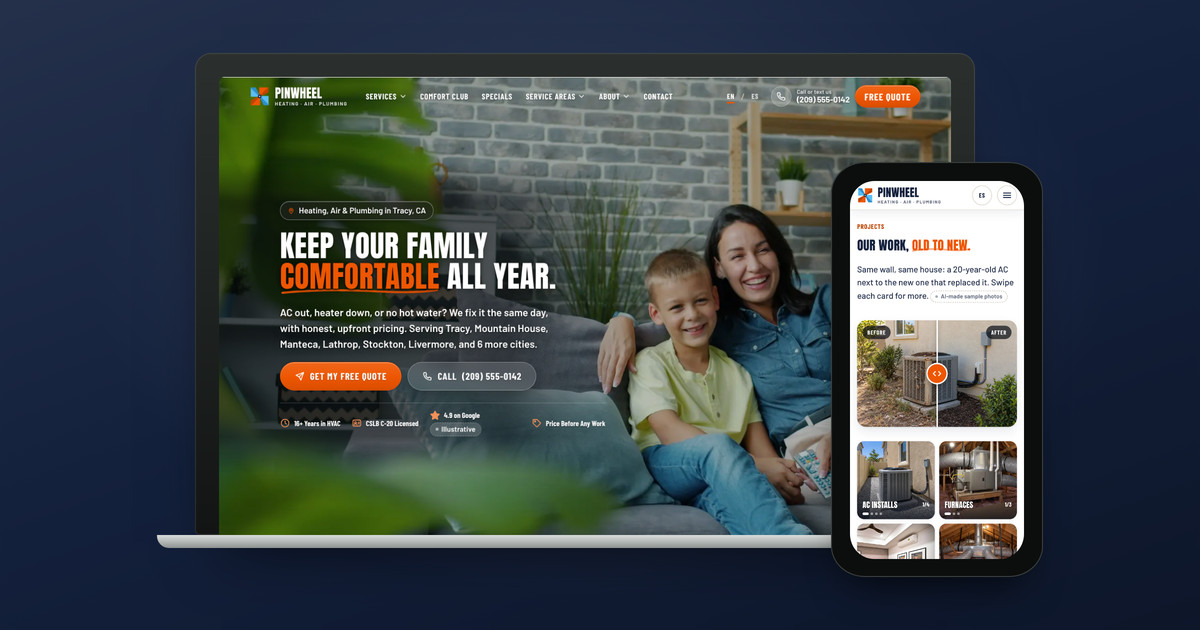 PINWHEEL
HEATING · AIR · PLUMBING
SERVICES
COMFORT CLUB
SPECIALS
SERVICE AREAS
ABOUT
CONTACT
EN / ES
Call or text us
(209) 555-0142
FREE QUOTE
Heating, Air & Plumbing in Tracy, CA
KEEP YOUR FAMILY
COMFORTABLE ALL YEAR.
AC out, heater down, or no hot water? We fix it the same day,
with honest, upfront pricing. Serving Tracy, Mountain House,
Manteca, Lathrop, Stockton, Livermore, and 6 more cities.
GET MY FREE QUOTE
CALL (209) 555-0142
16+ Years in HVAC
CSLB C-20 Licensed
4.9 on Google
Illustrative
Price Before Any Work
PINWHEEL
HEATING · AIR · PLUMBING
ES
PROJECTS
OUR WORK, OLD TO NEW.
Same wall, same house: a 20-year-old AC
next to the new one that replaced it. Swipe
each card for more. AI-made sample photos
BEFORE
AFTER
AC INSTALLS
1/4
FURNACES
1/3